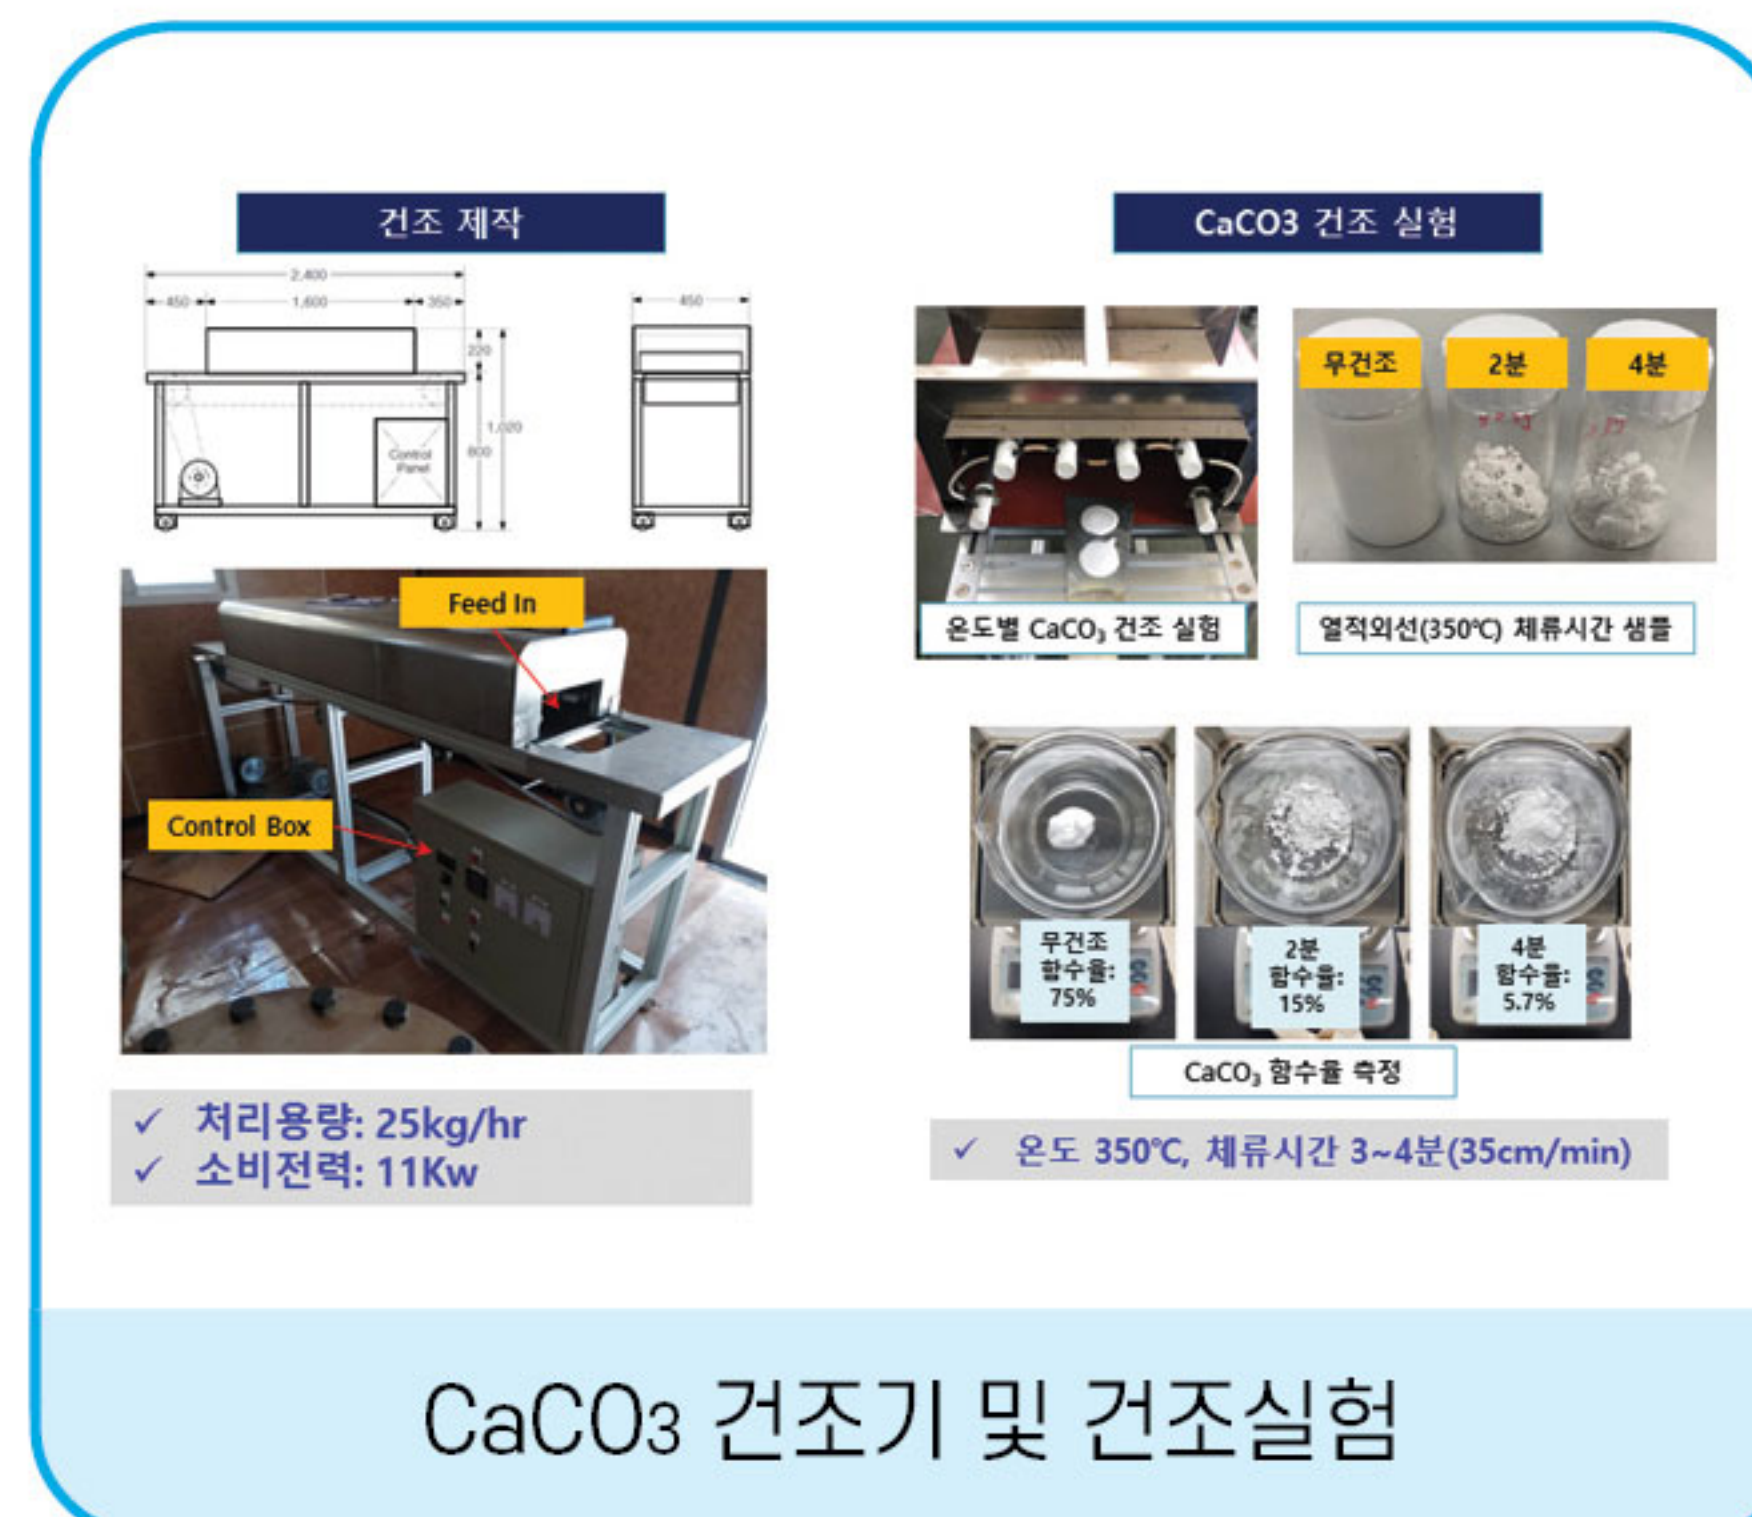 건조 제작
2,400
450
1,600
350
450
220
1,020
800
Control
Panel
Feed In
Control Box
✓ 처리용량: 25kg/hr
✓ 소비전력: 11Kw
CaCO3 건조 실험
무건조
2분
4분
온도별 CaCO₃ 건조 실험
열적외선(350℃) 체류시간 샘플
무건조
함수율:
75%
2분
함수율:
15%
4분
함수율:
5.7%
CaCO₃ 함수율 측정
✓ 온도 350℃, 체류시간 3~4분(35cm/min)
CaCO3 건조기 및 건조실험